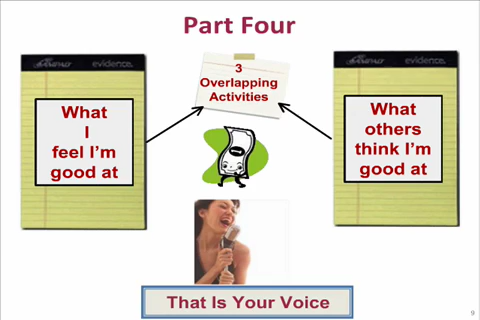 Part Four
evidence
What
I
feel I'm
good at
3
Overlapping
Activities
evidence
What
others
think I'm
good at
That Is Your Voice
9